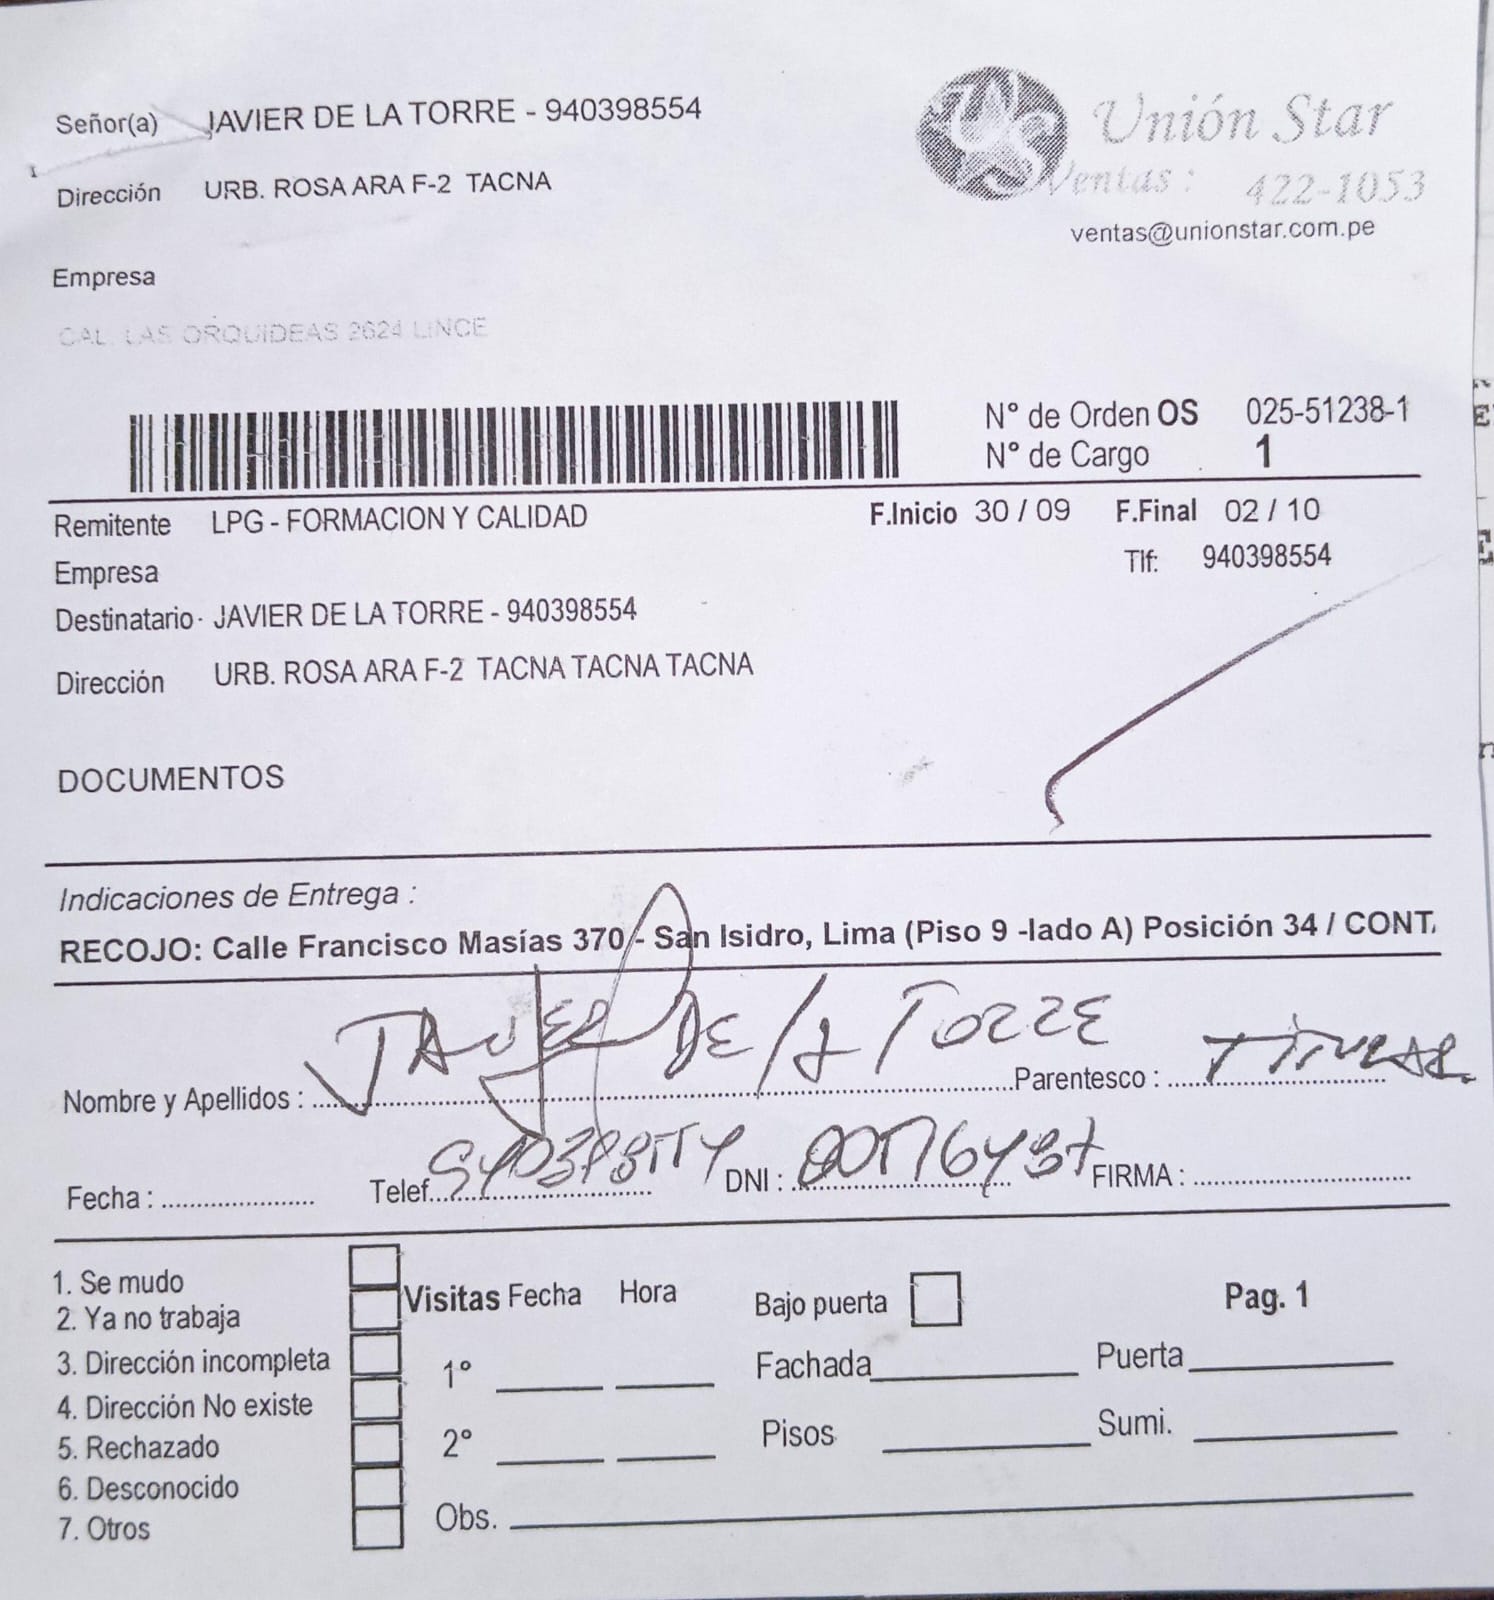 Señor(a) JAVIER DE LA TORRE - 940398554
Unión Star
Ventas : 422-1053
ventas@unionstar.com.pe
Dirección URB. ROSA ARA F-2 TACNA
Empresa
CAL. LAS ORQUIDEAS 2624 LINCE
N° de Orden OS 025-51238-1
N° de Cargo 1
Remitente LPG - FORMACION Y CALIDAD F.Inicio 30 / 09 F.Final 02 / 10
Empresa Tlf: 940398554
Destinatario JAVIER DE LA TORRE - 940398554
Dirección URB. ROSA ARA F-2 TACNA TACNA TACNA
DOCUMENTOS
Indicaciones de Entrega :
RECOJO: Calle Francisco Masías 370 - San Isidro, Lima (Piso 9 -lado A) Posición 34 / CONT.
Nombre y Apellidos : JAVIER DE LA TORRE Parentesco : TITULAR
Fecha : Telef. 940398554 DNI : FIRMA :
1. Se mudo
2. Ya no trabaja
3. Dirección incompleta
4. Dirección No existe
5. Rechazado
6. Desconocido
7. Otros
Visitas Fecha Hora
1°
2°
Obs.
Bajo puerta Pag. 1
Fachada Puerta
Pisos Sumi.